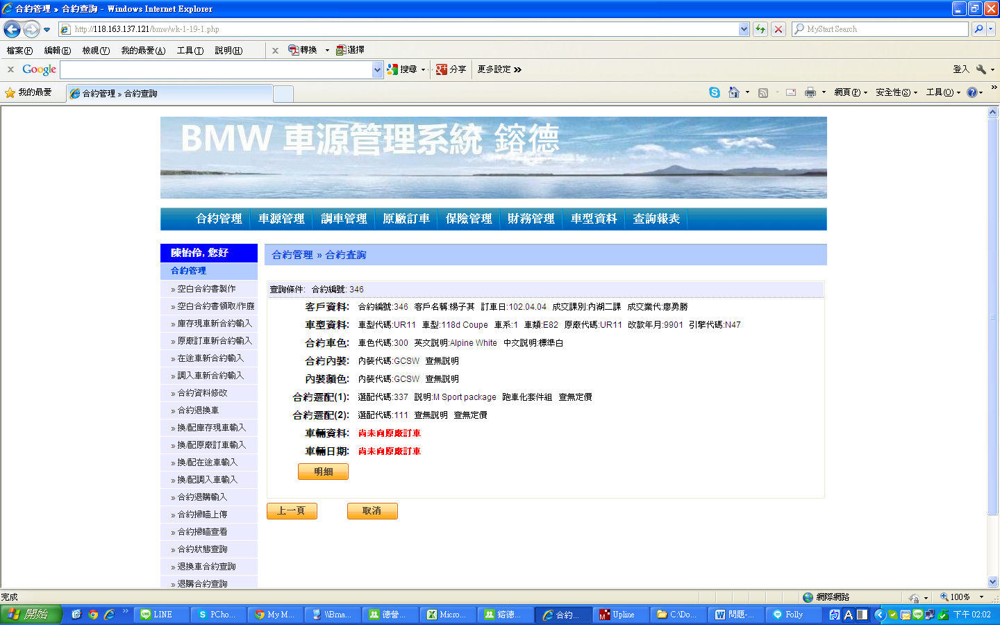 合約管理 » 合約查詢 - Windows Internet Explorer
http://118.163.137.121/bmw/wk-1-19-1.php
MyStart Search
檔案(F) 編輯(E) 檢視(V) 我的最愛(A) 工具(T) 說明(H) x 轉換 選擇
x Google 搜尋 分享 更多設定 » 登入
我的最愛 合約管理 » 合約查詢 網頁(P) 安全性(S) 工具(O) »
BMW 車源管理系統 鎔德
合約管理 車源管理 調車管理 原廠訂車 保險管理 財務管理 車型資料 查詢報表
陳怡伶, 您好
合約管理
» 空白合約書製作
» 空白合約書領取/作廢
» 庫存現車新合約輸入
» 原廠訂車新合約輸入
» 在途車新合約輸入
» 調入車新合約輸入
» 合約資料修改
» 合約退換車
» 換/配庫存現車輸入
» 換/配原廠訂車輸入
» 換/配在途車輸入
» 換/配調入車輸入
» 合約退購輸入
» 合約掃瞄上傳
» 合約掃瞄查看
» 合約狀態查詢
» 退換車合約查詢
» 退購合約查詢
合約管理 » 合約查詢
查詢條件: 合約編號: 346
客戶資料: 合約編號:346 客戶名稱:楊子其 訂車日:102.04.04 成交課別:內湖二課 成交業代:廖勇勝
車型資料: 車型代碼:UR11 車型:118d Coupe 車系:1 車類:E82 原廠代碼:UR11 改款年月:9901 引擎代碼:N47
合約車色: 車色代碼:300 英文說明:Alpine White 中文說明:標準白
合約內裝: 內裝代碼:GCSW 查無說明
內裝顏色: 內裝代碼:GCSW 查無說明
合約選配(1): 選配代碼:337 說明:M Sport package 跑車化套件組 查無定價
合約選配(2): 選配代碼:111 查無說明 查無定價
車輛資料: 尚未向原廠訂車
車輛日期: 尚未向原廠訂車
明細
上一頁 取消
完成 網際網路 100%
開始 » LINE PCho... My M... \\Brna... 德營... Micro... 鎔德... 合約... Upline C:\Do... 問題-... Folly A 下午 02:02